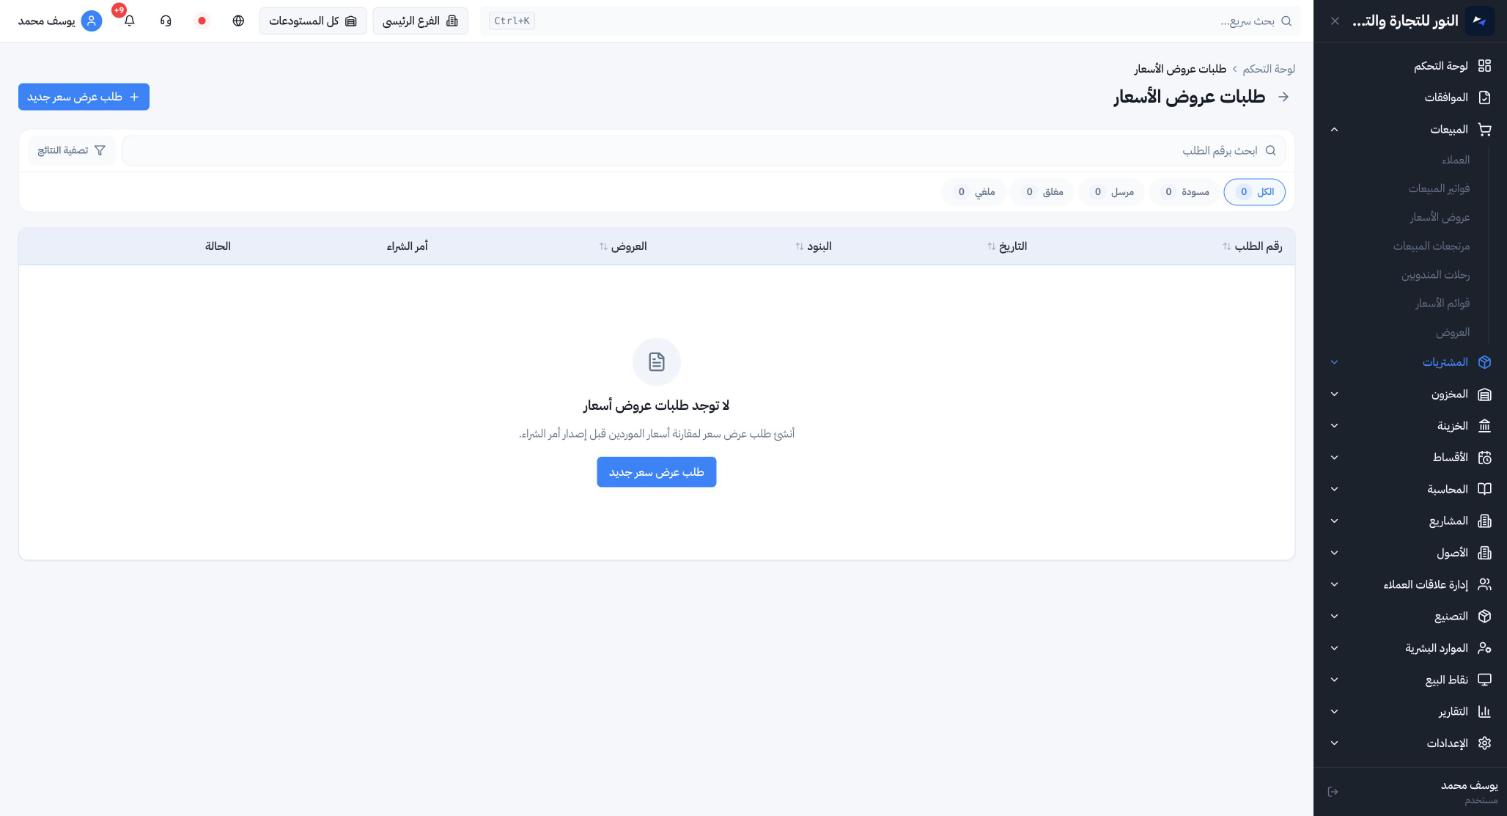 النور للتجارة والتـ...
لوحة التحكم
الموافقات
المبيعات
العملاء
فواتير المبيعات
عروض الأسعار
مرتجعات المبيعات
رحلات المندوبين
قوائم الأسعار
العروض
المشتريات
المخزون
الخزينة
الأقساط
المحاسبة
المشاريع
الأصول
إدارة علاقات العملاء
التصنيع
الموارد البشرية
نقاط البيع
التقارير
الإعدادات
يوسف محمد
مستخدم
بحث سريع...
Ctrl+K
الفرع الرئيسي
كل المستودعات
9+
يوسف محمد
لوحة التحكم
طلبات عروض الأسعار
طلبات عروض الأسعار
طلب عرض سعر جديد
ابحث برقم الطلب
تصفية النتائج
الكل 0
مسودة 0
مرسل 0
مغلق 0
ملغي 0
رقم الطلب
التاريخ
البنود
العروض
أمر الشراء
الحالة
لا توجد طلبات عروض أسعار
أنشئ طلب عرض سعر لمقارنة أسعار الموردين قبل إصدار أمر الشراء.
طلب عرض سعر جديد